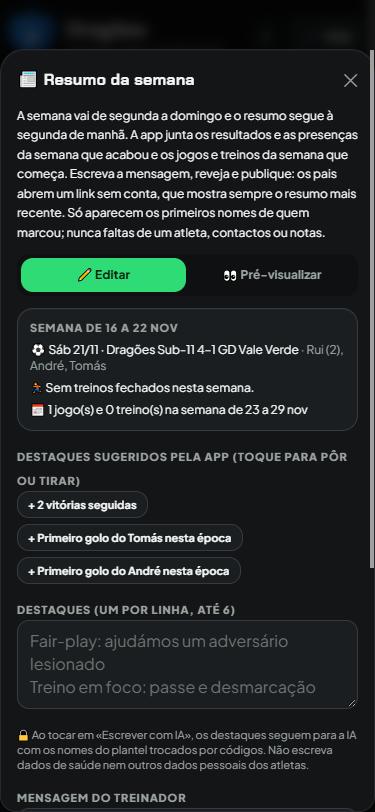 Dragões
Resumo da semana
A semana vai de segunda a domingo e o resumo segue à
segunda de manhã. A app junta os resultados e as presenças
da semana que acabou e os jogos e treinos da semana que
começa. Escreva a mensagem, reveja e publique: os pais
abrem um link sem conta, que mostra sempre o resumo mais
recente. Só aparecem os primeiros nomes de quem
marcou; nunca faltas de um atleta, contactos ou notas.
Editar
Pré-visualizar
SEMANA DE 16 A 22 NOV
Sáb 21/11 · Dragões Sub-11 4–1 GD Vale Verde · Rui (2),
André, Tomás
Sem treinos fechados nesta semana.
1 jogo(s) e 0 treino(s) na semana de 23 a 29 nov
DESTAQUES SUGERIDOS PELA APP (TOQUE PARA PÔR
OU TIRAR)
+ 2 vitórias seguidas
+ Primeiro golo do Tomás nesta época
+ Primeiro golo do André nesta época
DESTAQUES (UM POR LINHA, ATÉ 6)
Fair-play: ajudámos um adversário
lesionado
Treino em foco: passe e desmarcação
Ao tocar em «Escrever com IA», os destaques seguem para a IA
com os nomes do plantel trocados por códigos. Não escreva
dados de saúde nem outros dados pessoais dos atletas.
MENSAGEM DO TREINADOR